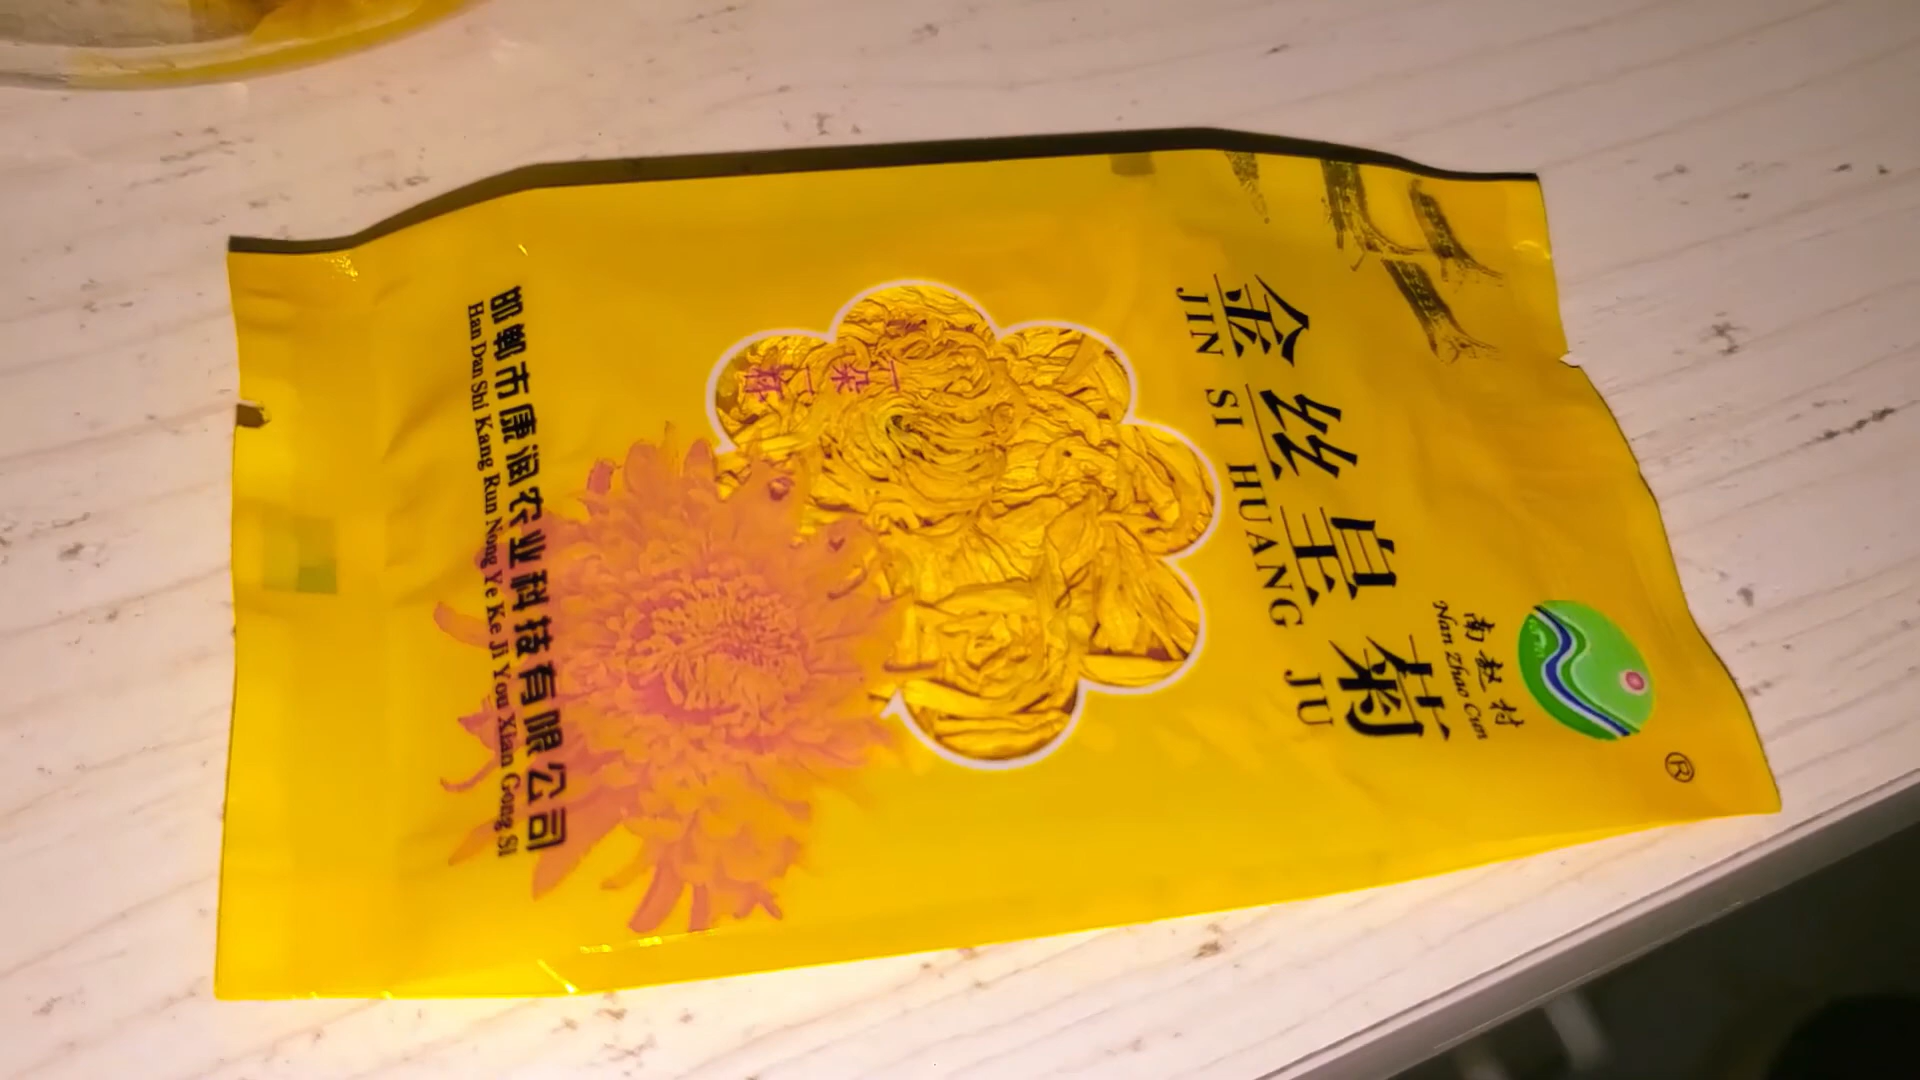 ®
南赵村
Nan Zhao Cun
金丝皇菊
JIN SI HUANG JU
一朵
一杯
邯郸市康润农业科技有限公司
Han Dan Shi Kang Run Nong Ye Ke Ji You Xian Gong Si